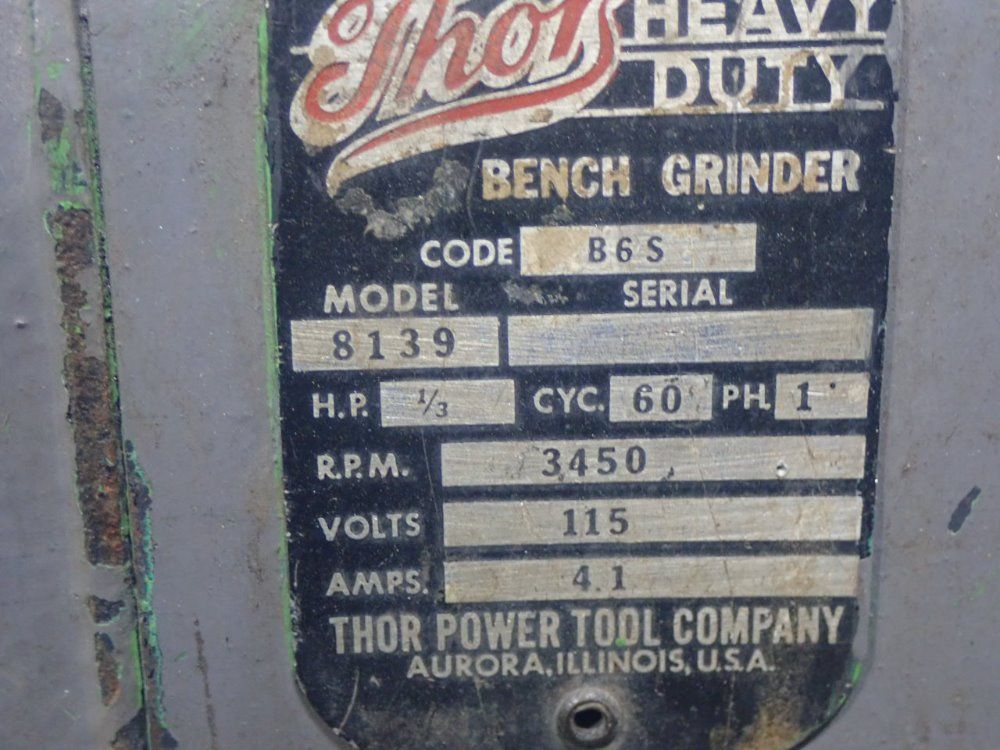 Thor HEAVY
DUTY
BENCH GRINDER
CODE B6S
MODEL SERIAL
8139
H.P. 1/3 CYC. 60 PH. 1
R.P.M. 3450
VOLTS 115
AMPS. 4.1
THOR POWER TOOL COMPANY
AURORA, ILLINOIS, U.S.A.